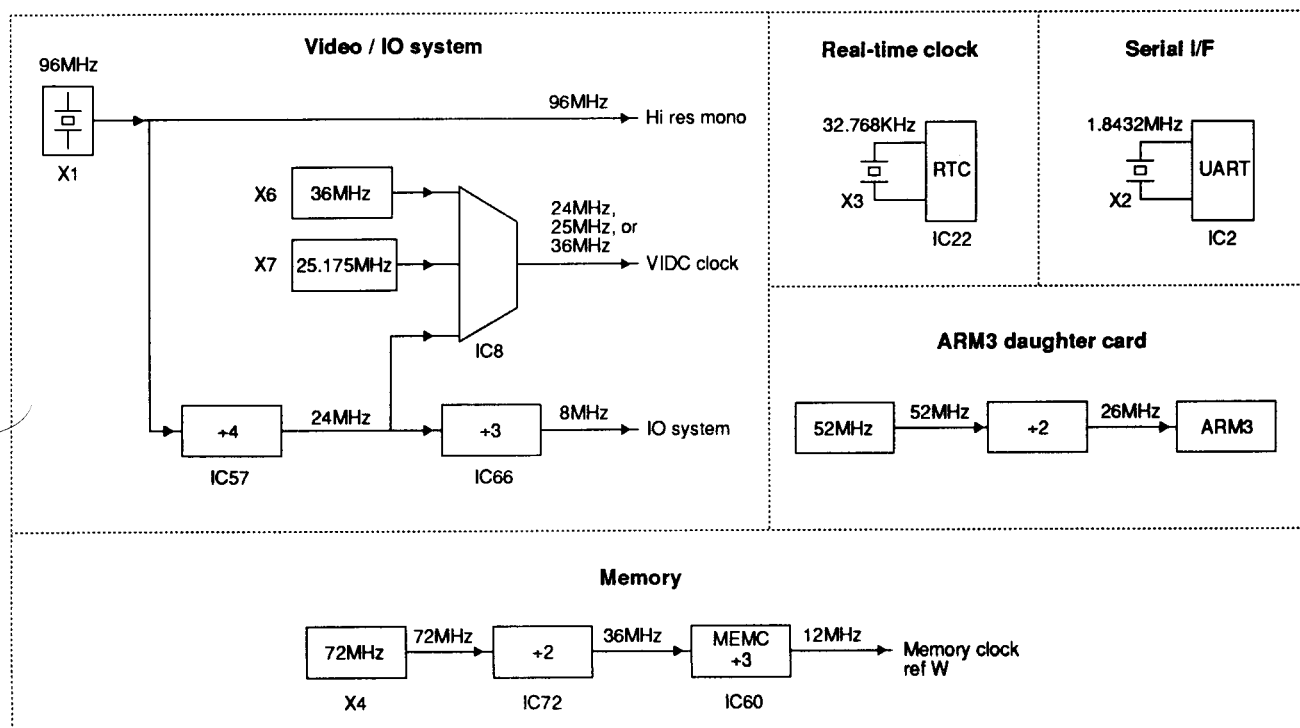 Video / IO system
96MHz
X1
96MHz
Hi res mono
X6
36MHz
X7
25.175MHz
24MHz,
25MHz, or
36MHz
VIDC clock
IC8
÷4
IC57
24MHz
÷3
IC66
8MHz
IO system
Real-time clock
32.768KHz
X3
RTC
IC22
Serial I/F
1.8432MHz
X2
UART
IC2
ARM3 daughter card
52MHz
52MHz
÷2
26MHz
ARM3
Memory
72MHz
X4
72MHz
÷2
IC72
36MHz
MEMC
÷3
IC60
12MHz
Memory clock
ref W